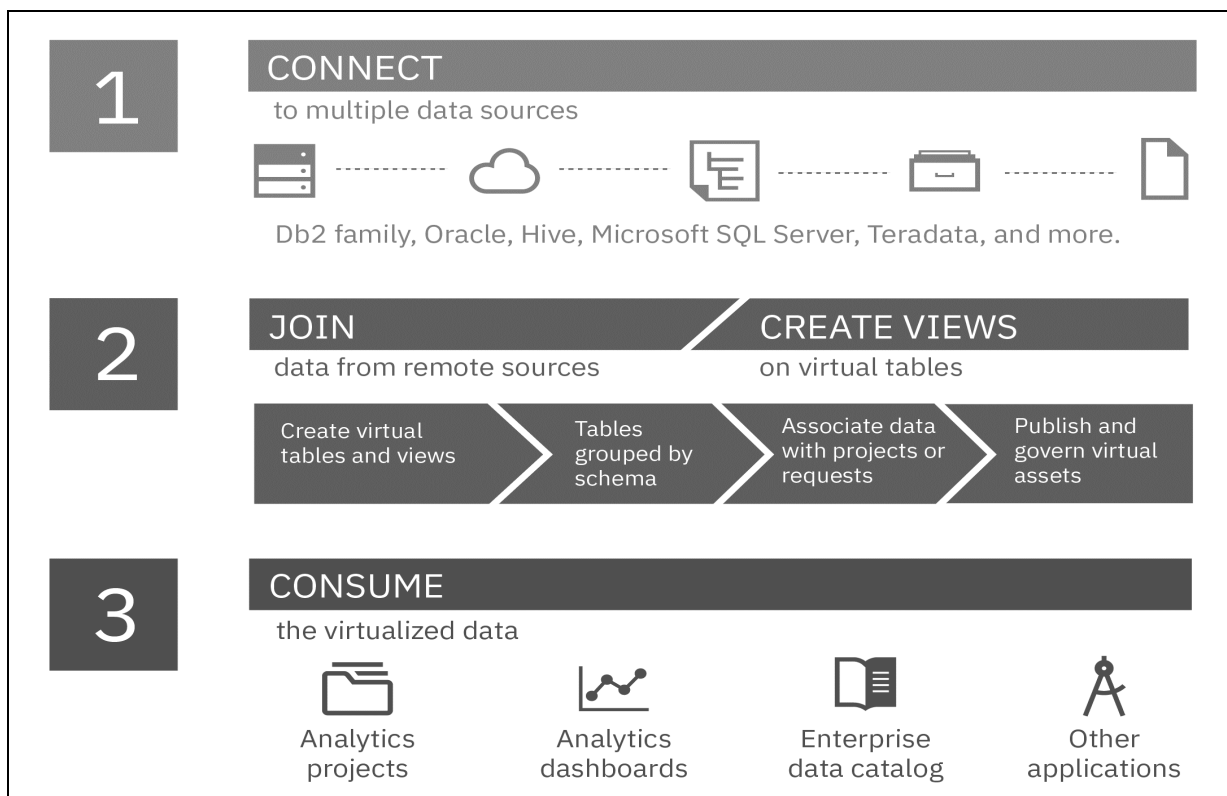 1
CONNECT
to multiple data sources
Db2 family, Oracle, Hive, Microsoft SQL Server, Teradata, and more.
2
JOIN
data from remote sources
CREATE VIEWS
on virtual tables
Create virtual
tables and views
Tables
grouped by
schema
Associate data
with projects or
requests
Publish and
govern virtual
assets
3
CONSUME
the virtualized data
Analytics
projects
Analytics
dashboards
Enterprise
data catalog
Other
applications